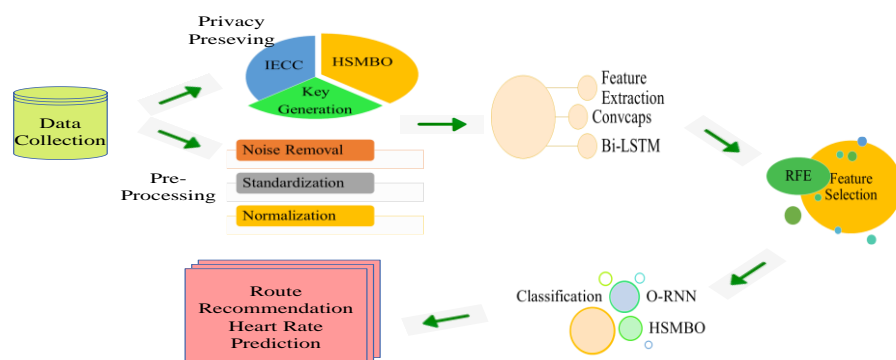 Privacy
Preseving
IECC
HSMBO
Key
Generation
Data
Collection
Pre-
Processing
Noise Removal
Standardization
Normalization
Feature
Extraction
Convcaps
Bi-LSTM
RFE
Feature
Selection
Classification
O-RNN
HSMBO
Route
Recommendation
Heart Rate
Prediction